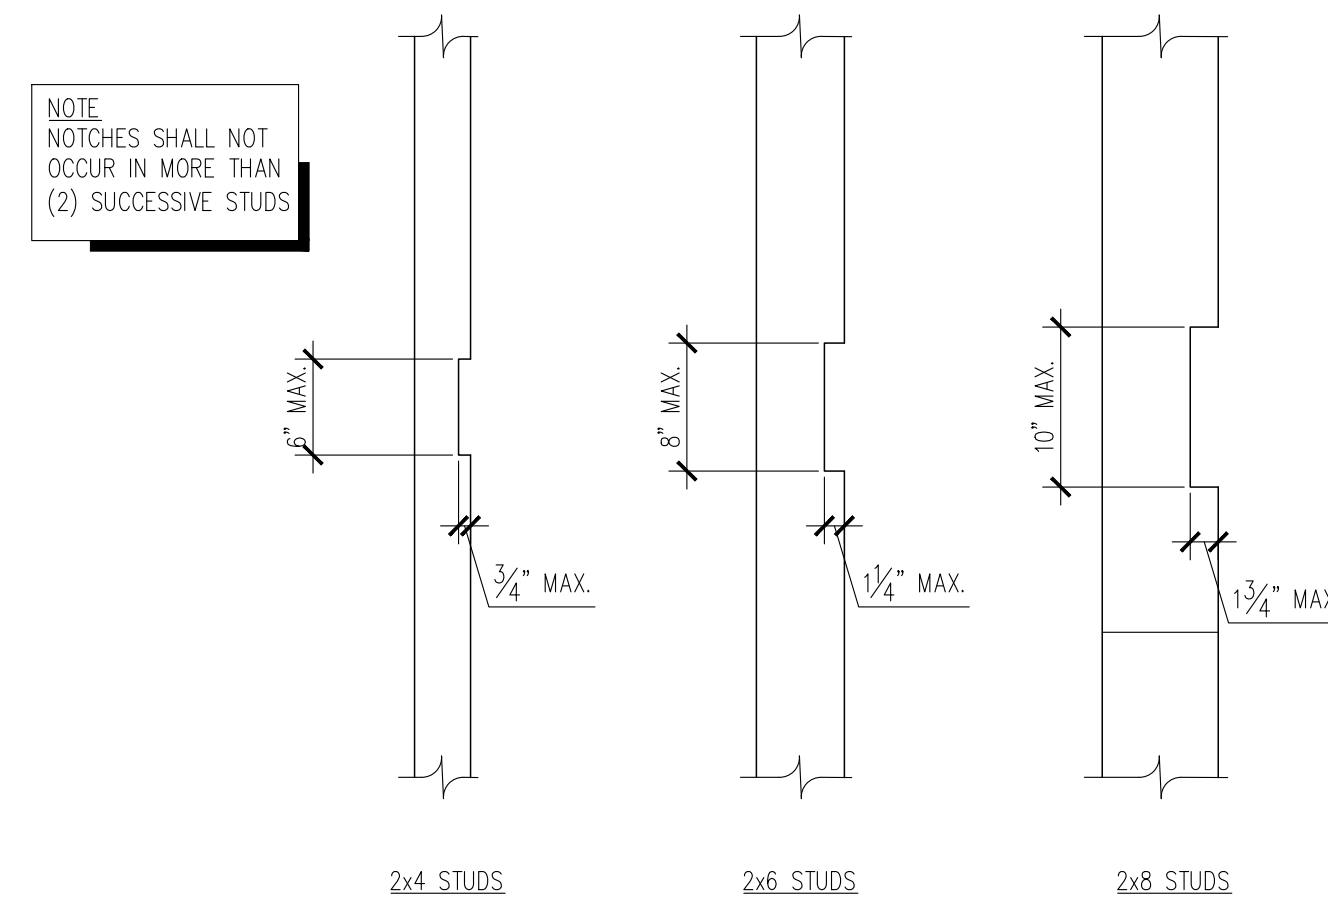 NOTE
NOTCHES SHALL NOT
OCCUR IN MORE THAN
(2) SUCCESSIVE STUDS
6" MAX.
8" MAX.
10" MAX.
3/4" MAX.
1 1/4" MAX.
1 3/4" MAX
2x4 STUDS
2x6 STUDS
2x8 STUDS